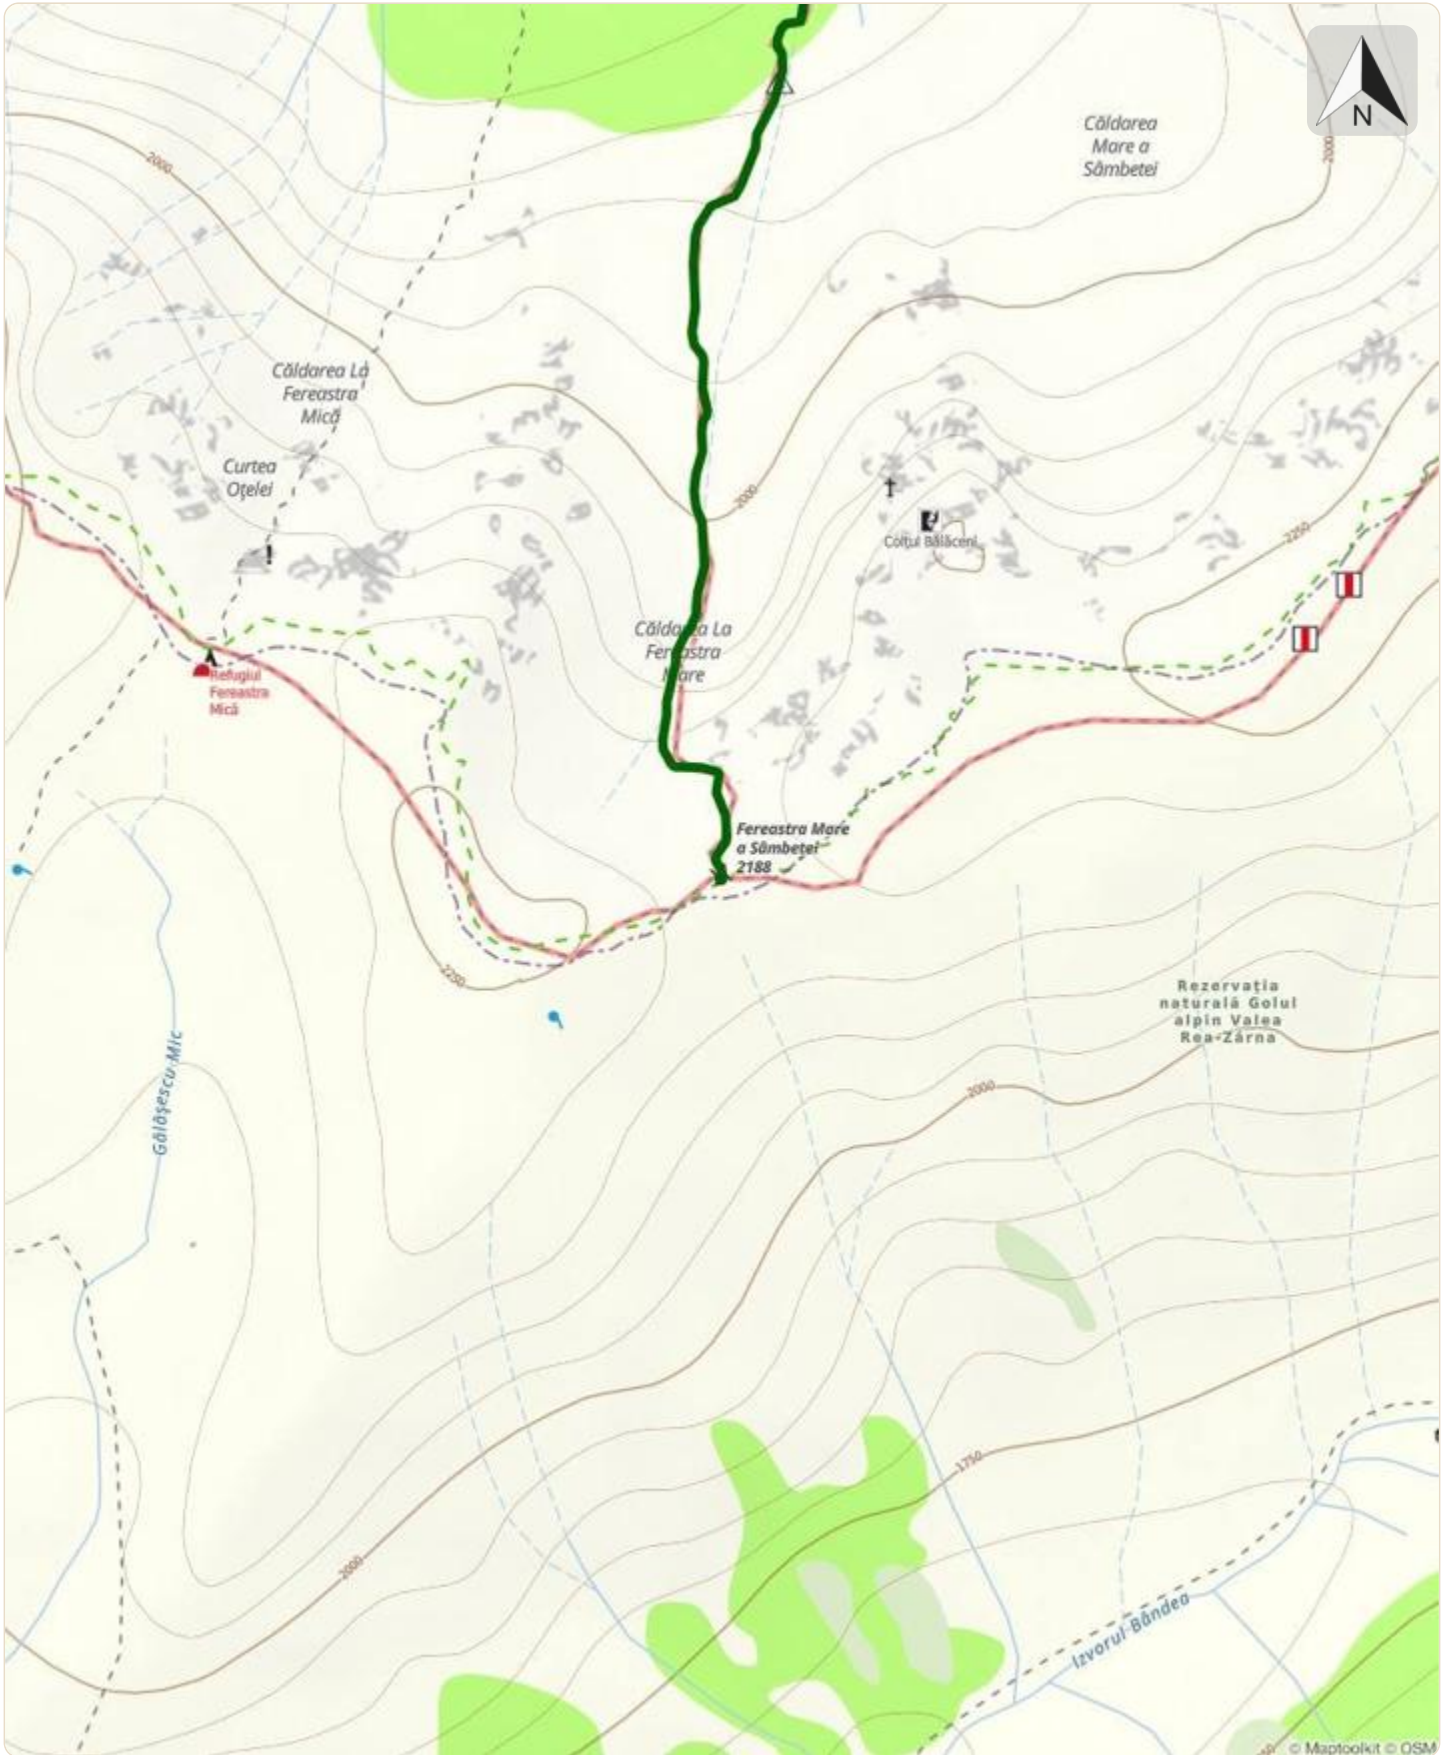 N
Căldarea
Mare a
Sâmbetei
2000
2000
Căldarea La
Fereastra
Mică
Curtea
Oțelei
2000
2250
Colțul Bălăceni
Căldarea La
Fereastra
Mare
Refugiul
Fereastra
Mică
Fereastra Mare
a Sâmbetei
2188
2250
Rezervația
naturală Golul
alpin Valea
Rea-Zârna
Gălășescu Mic
2000
1750
2000
Izvorul Bândea
© Maptoolkit © OSM